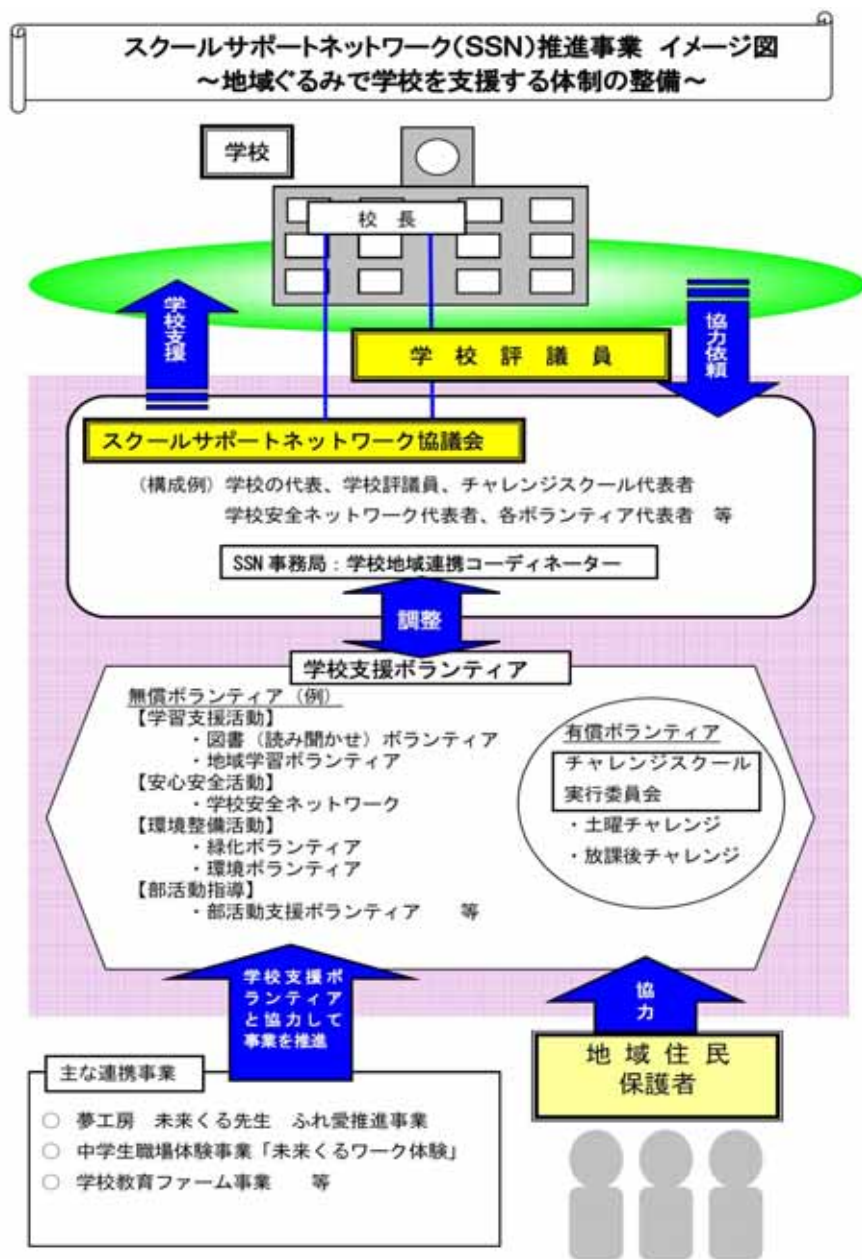 スクールサポートネットワーク(SSN)推進事業 イメージ図
～地域ぐるみで学校を支援する体制の整備～
学校
校長
学校支援
協力依頼
学校評議員
スクールサポートネットワーク協議会
（構成例）学校の代表、学校評議員、チャレンジスクール代表者
学校安全ネットワーク代表者、各ボランティア代表者　等
SSN事務局：学校地域連携コーディネーター
調整
学校支援ボランティア
無償ボランティア（例）
【学習支援活動】
・図書（読み聞かせ）ボランティア
・地域学習ボランティア
【安心安全活動】
・学校安全ネットワーク
【環境整備活動】
・緑化ボランティア
・環境ボランティア
【部活動指導】
・部活動支援ボランティア　等
有償ボランティア
チャレンジスクール
実行委員会
・土曜チャレンジ
・放課後チャレンジ
学校支援ボ
ランティア
と協力して
事業を推進
協力
主な連携事業
○ 夢工房　未来くる先生　ふれ愛推進事業
○ 中学生職場体験事業「未来くるワーク体験」
○ 学校教育ファーム事業　等
地域住民
保護者